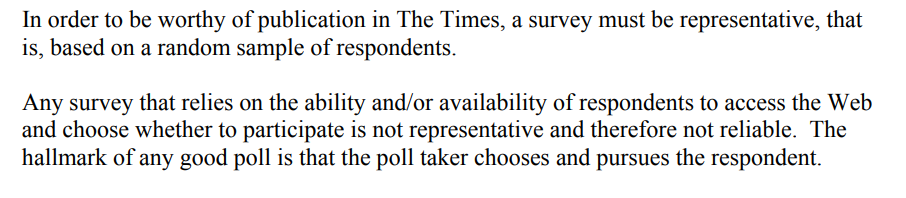 In order to be worthy of publication in The Times, a survey must be representative, that
is, based on a random sample of respondents.
Any survey that relies on the ability and/or availability of respondents to access the Web
and choose whether to participate is not representative and therefore not reliable.  The
hallmark of any good poll is that the poll taker chooses and pursues the respondent.